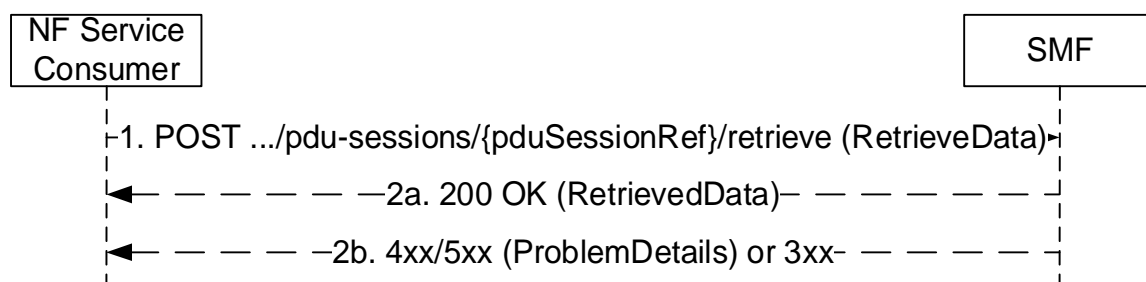 NF Service
Consumer
SMF
1. POST .../pdu-sessions/{pduSessionRef}/retrieve (RetrieveData)
2a. 200 OK (RetrievedData)
2b. 4xx/5xx (ProblemDetails) or 3xx